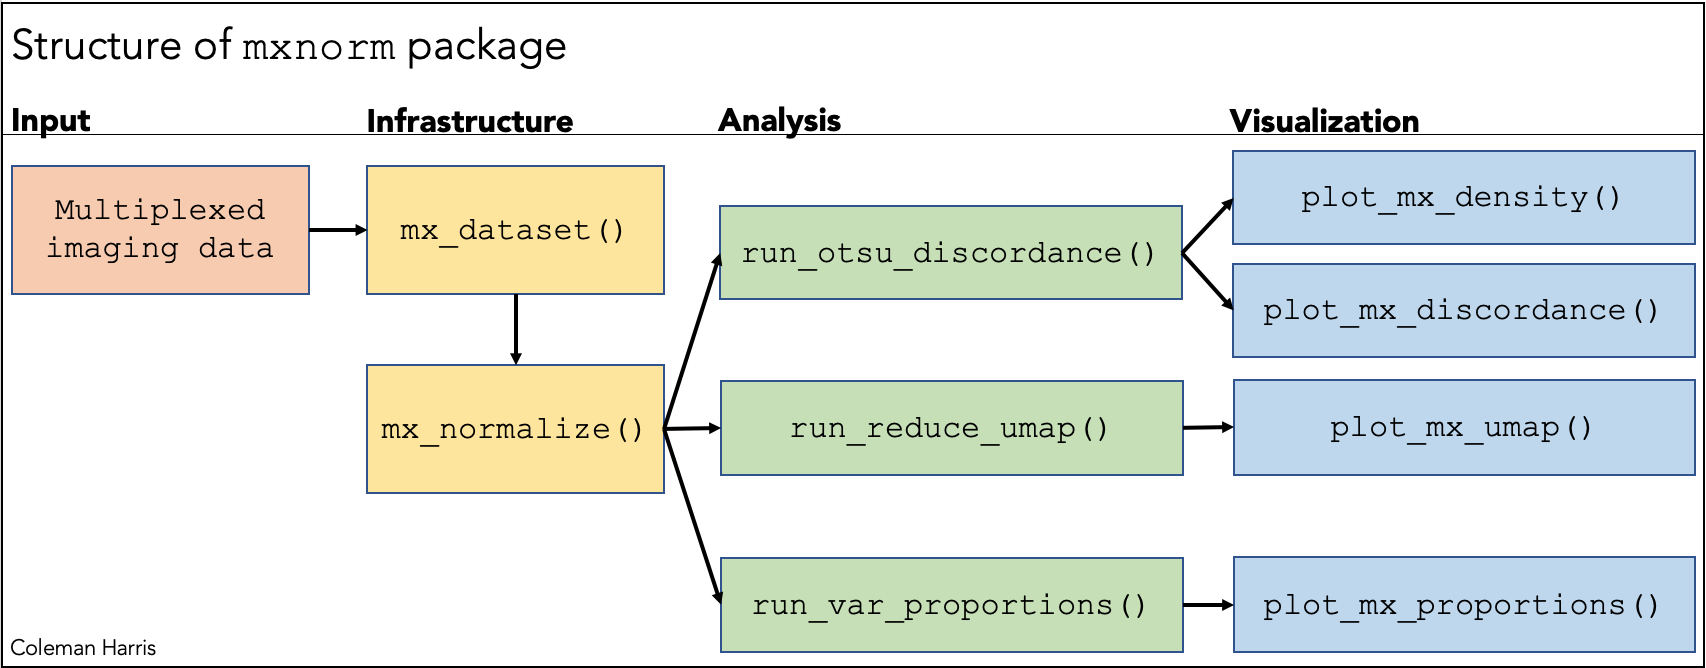 Structure of mxnorm package
Input
Infrastructure
Analysis
Visualization
Multiplexed
imaging data
mx_dataset()
mx_normalize()
run_otsu_discordance()
run_reduce_umap()
run_var_proportions()
plot_mx_density()
plot_mx_discordance()
plot_mx_umap()
plot_mx_proportions()
Coleman Harris